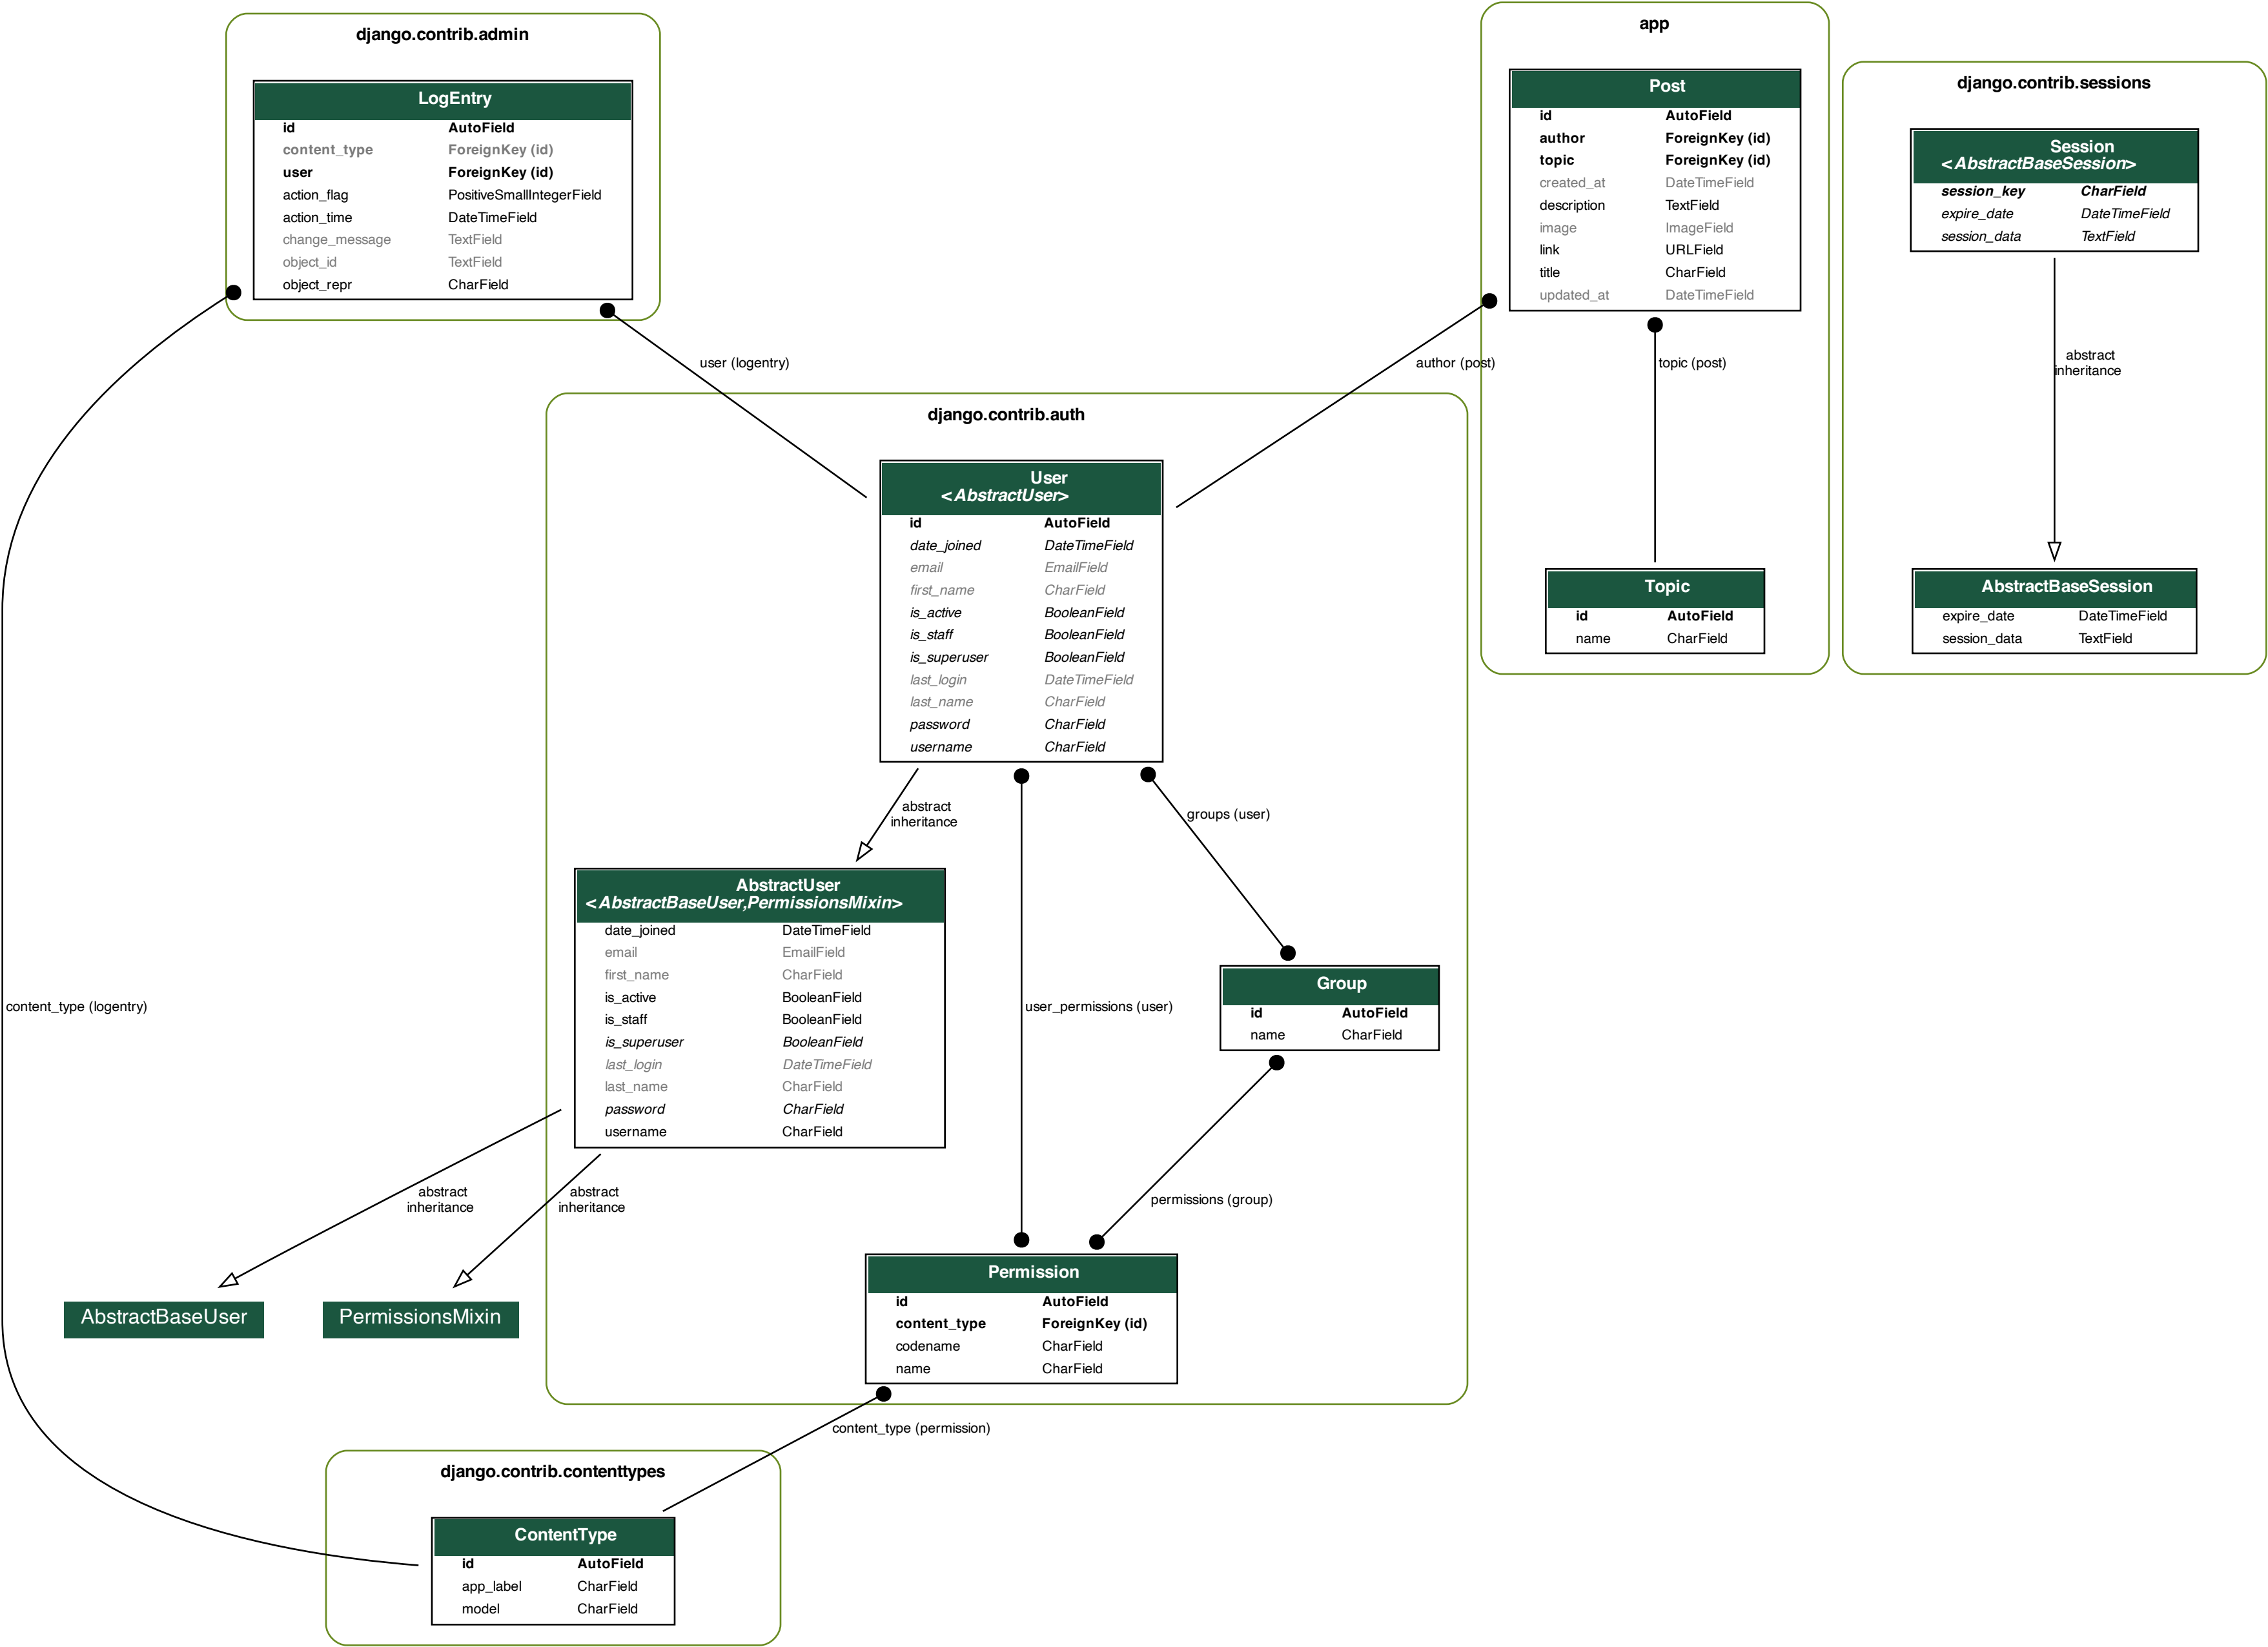 django.contrib.admin
LogEntry
id AutoField
content_type ForeignKey (id)
user ForeignKey (id)
action_flag PositiveSmallIntegerField
action_time DateTimeField
change_message TextField
object_id TextField
object_repr CharField
app
Post
id AutoField
author ForeignKey (id)
topic ForeignKey (id)
created_at DateTimeField
description TextField
image ImageField
link URLField
title CharField
updated_at DateTimeField
django.contrib.sessions
Session
<AbstractBaseSession>
session_key CharField
expire_date DateTimeField
session_data TextField
user (logentry)
author (post)
topic (post)
abstract
inheritance
django.contrib.auth
User
<AbstractUser>
id AutoField
date_joined DateTimeField
email EmailField
first_name CharField
is_active BooleanField
is_staff BooleanField
is_superuser BooleanField
last_login DateTimeField
last_name CharField
password CharField
username CharField
Topic
id AutoField
name CharField
AbstractBaseSession
expire_date DateTimeField
session_data TextField
abstract
inheritance
groups (user)
AbstractUser
<AbstractBaseUser,PermissionsMixin>
date_joined DateTimeField
email EmailField
first_name CharField
is_active BooleanField
is_staff BooleanField
is_superuser BooleanField
last_login DateTimeField
last_name CharField
password CharField
username CharField
content_type (logentry)
user_permissions (user)
Group
id AutoField
name CharField
abstract
inheritance
abstract
inheritance
permissions (group)
AbstractBaseUser
PermissionsMixin
Permission
id AutoField
content_type ForeignKey (id)
codename CharField
name CharField
content_type (permission)
django.contrib.contenttypes
ContentType
id AutoField
app_label CharField
model CharField